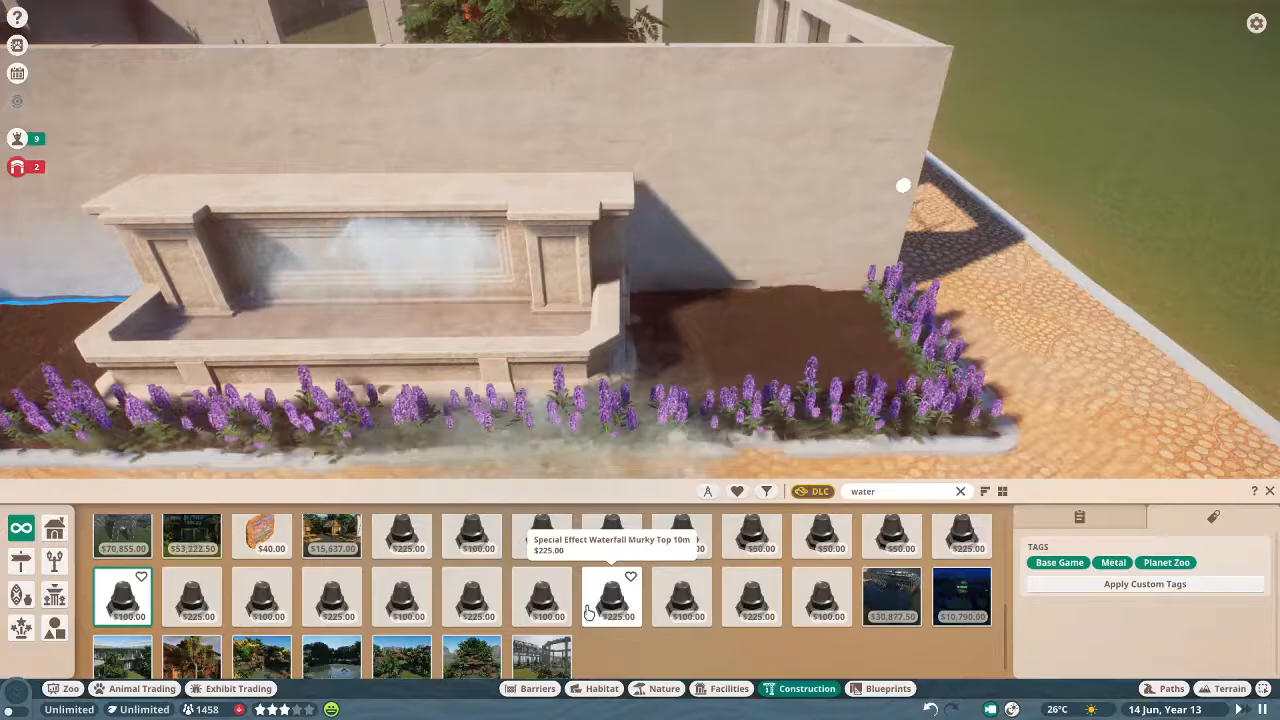 ?
9
2
DLC
water
? ×
$70,855.00 $53,222.50 $40.00 $15,637.00 $225.00 $100.00 $50.00 $50.00 $50.00 $225.00
Special Effect Waterfall Murky Top 10m
$225.00
$100.00 $225.00 $100.00 $225.00 $100.00 $225.00 $100.00 $225.00 $100.00 $225.00 $100.00 $30,877.50 $10,790.00
TAGS
Base Game Metal Planet Zoo
Apply Custom Tags
Zoo Animal Trading Exhibit Trading Barriers Habitat Nature Facilities Construction Blueprints Paths Terrain
Unlimited Unlimited 1458 26°C 14 Jun, Year 13